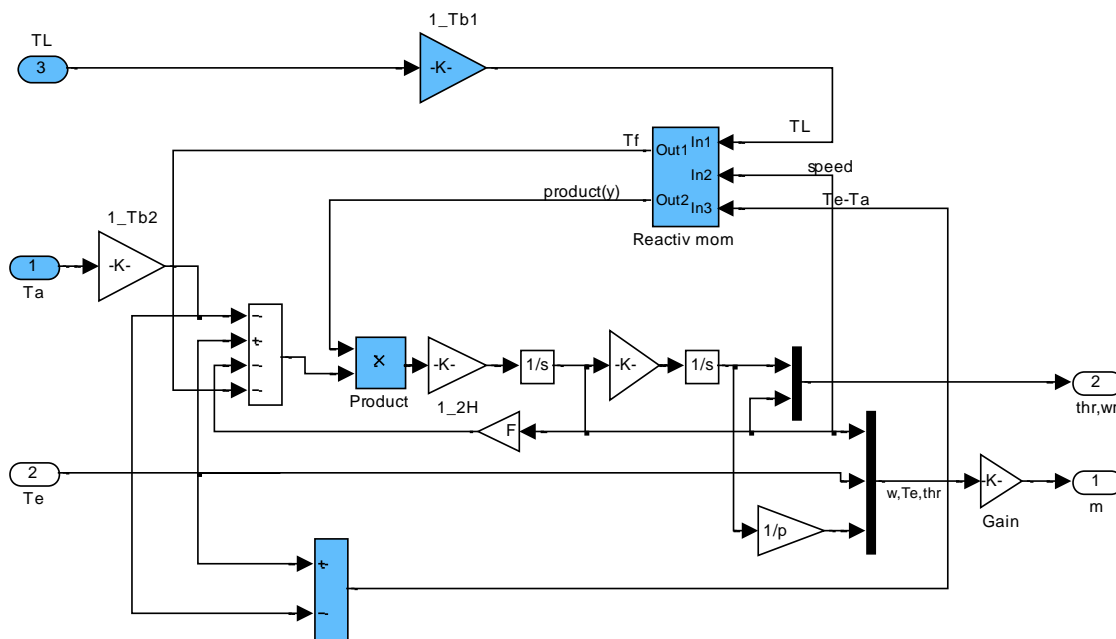 1_Tb1
TL
3
-K-
TL
Tf
Out1
In1
speed
In2
product(y)
Out2
In3
Te-Ta
Reactiv mom
1_Tb2
1
-K-
Ta
-
+
-
-
x
Product
-K-
1_2H
1/s
-K-
1/s
2
thr,wr
F
2
Te
w,Te,thr
-K-
Gain
1
m
1/p
+
-